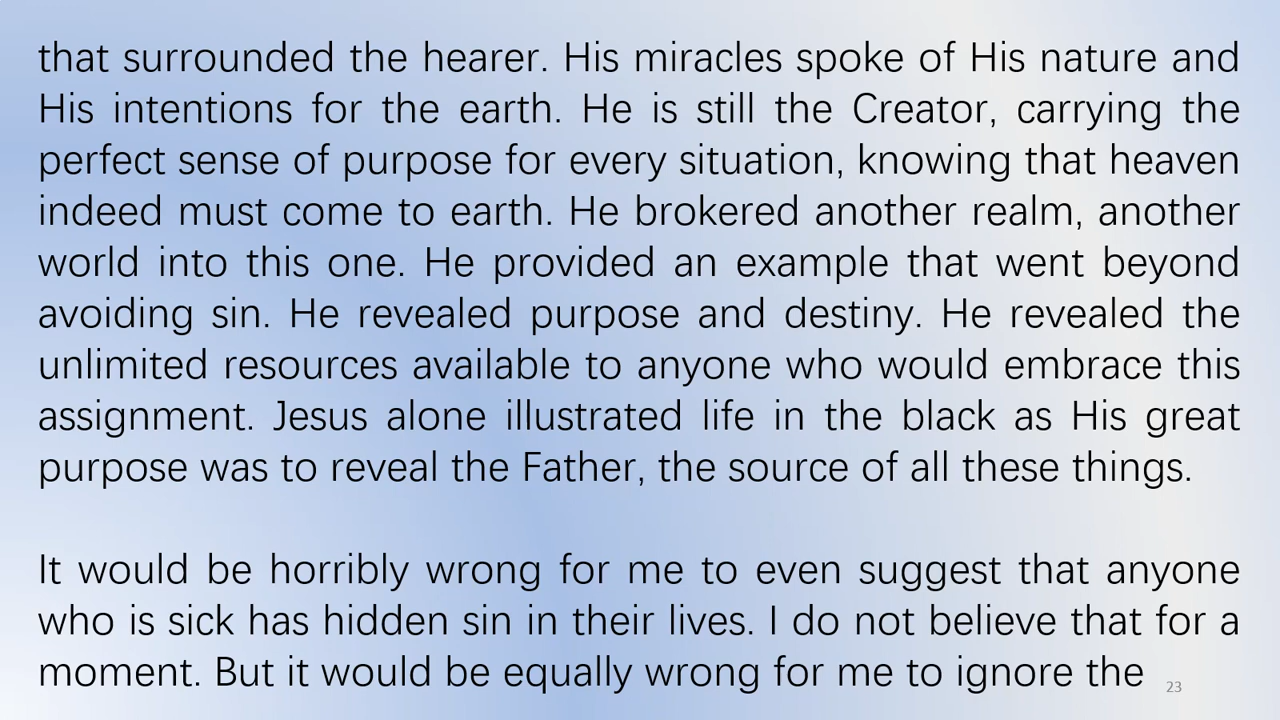 that surrounded the hearer. His miracles spoke of His nature and
His intentions for the earth. He is still the Creator, carrying the
perfect sense of purpose for every situation, knowing that heaven
indeed must come to earth. He brokered another realm, another
world into this one. He provided an example that went beyond
avoiding sin. He revealed purpose and destiny. He revealed the
unlimited resources available to anyone who would embrace this
assignment. Jesus alone illustrated life in the black as His great
purpose was to reveal the Father, the source of all these things.
It would be horribly wrong for me to even suggest that anyone
who is sick has hidden sin in their lives. I do not believe that for a
moment. But it would be equally wrong for me to ignore the
23